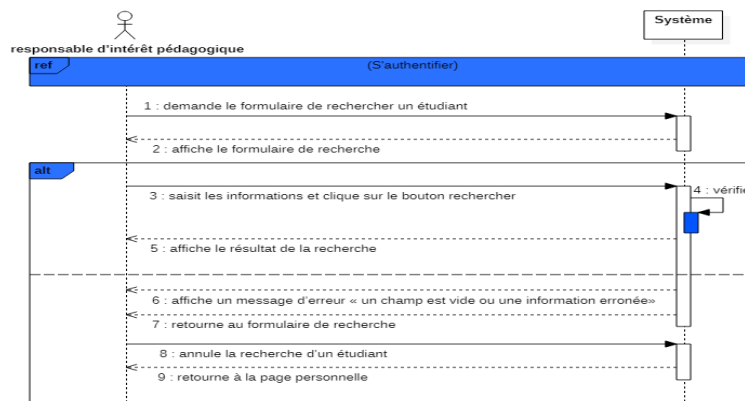 Système
responsable d'intérêt pédagogique
ref
(S'authentifier)
1 : demande le formulaire de rechercher un étudiant
2 : affiche le formulaire de recherche
alt
3 : saisit les informations et clique sur le bouton rechercher
4 : vérifie
5 : affiche le résultat de la recherche
6 : affiche un message d'erreur « un champ est vide ou une information erronée»
7 : retourne au formulaire de recherche
8 : annule la recherche d'un étudiant
9 : retourne à la page personnelle